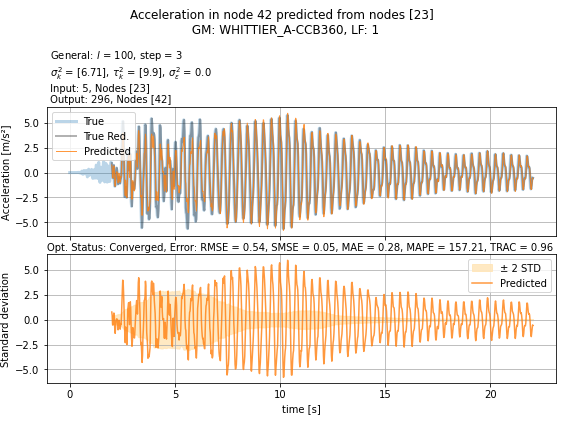 Acceleration in node 42 predicted from nodes [23]
GM: WHITTIER_A-CCB360, LF: 1
General: l = 100, step = 3
σ²ₖ = [6.71], τ²ₖ = [9.9], σ²ε = 0.0
Input: 5, Nodes [23]
Output: 296, Nodes [42]
Acceleration [m/s²]
5.0
2.5
0.0
−2.5
−5.0
True
True Red.
Predicted
Opt. Status: Converged, Error: RMSE = 0.54, SMSE = 0.05, MAE = 0.28, MAPE = 157.21, TRAC = 0.96
Standard deviation
5.0
2.5
0.0
−2.5
−5.0
± 2 STD
Predicted
0 5 10 15 20
time [s]